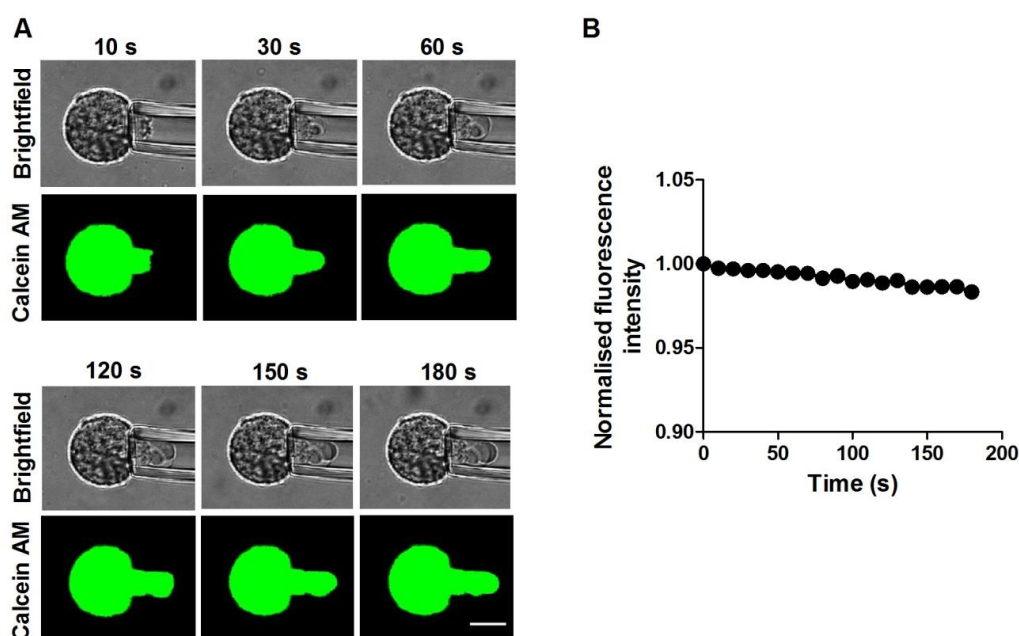 A
10 s
30 s
60 s
Brightfield
Calcein AM
120 s
150 s
180 s
Brightfield
Calcein AM
B
Normalised fluorescence
intensity
1.05
1.00
0.95
0.90
0
50
100
150
200
Time (s)